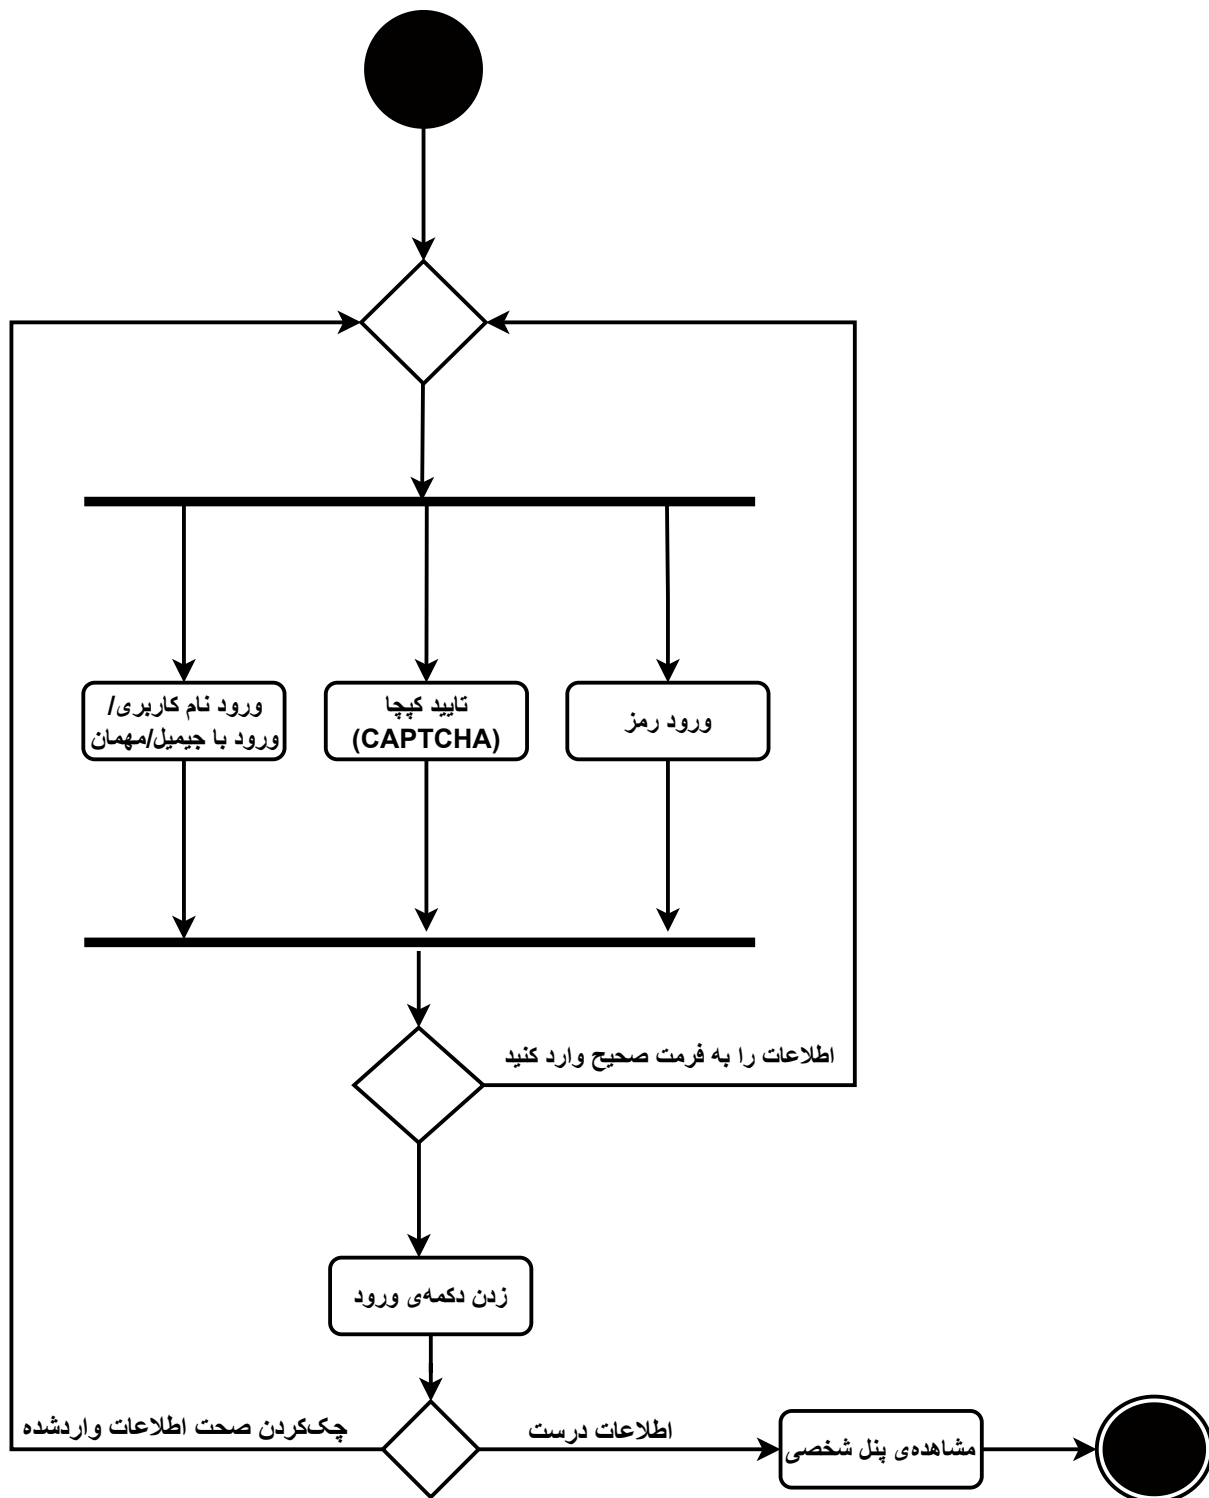 ورود نام کاربری/
ورود با جیمیل/مهمان
تایید کپچا
(CAPTCHA)
ورود رمز
اطلاعات را به فرمت صحیح وارد کنید
زدن دکمه‌ی ورود
چک‌کردن صحت اطلاعات واردشده
اطلاعات درست
مشاهده‌ی پنل شخصی